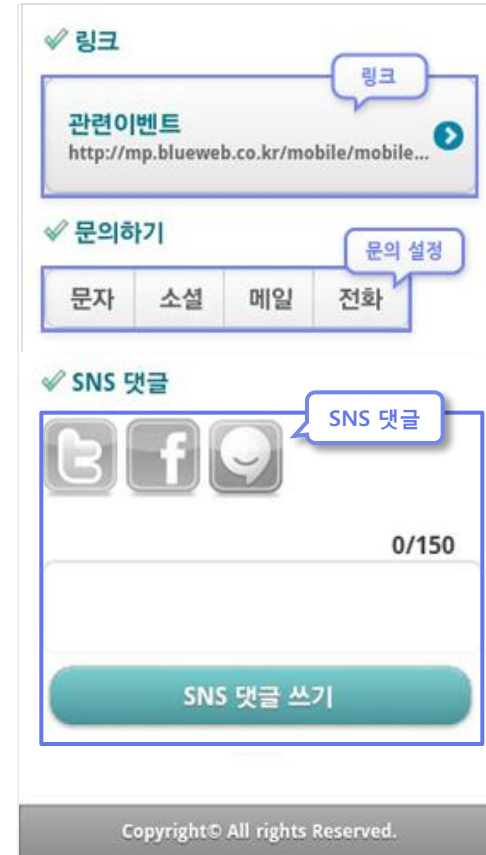 링크
링크
관련이벤트
http://mp.blueweb.co.kr/mobile/mobile...
문의하기
문의 설정
문자 소셜 메일 전화
SNS 댓글
SNS 댓글
0/150
SNS 댓글 쓰기
Copyright© All rights Reserved.